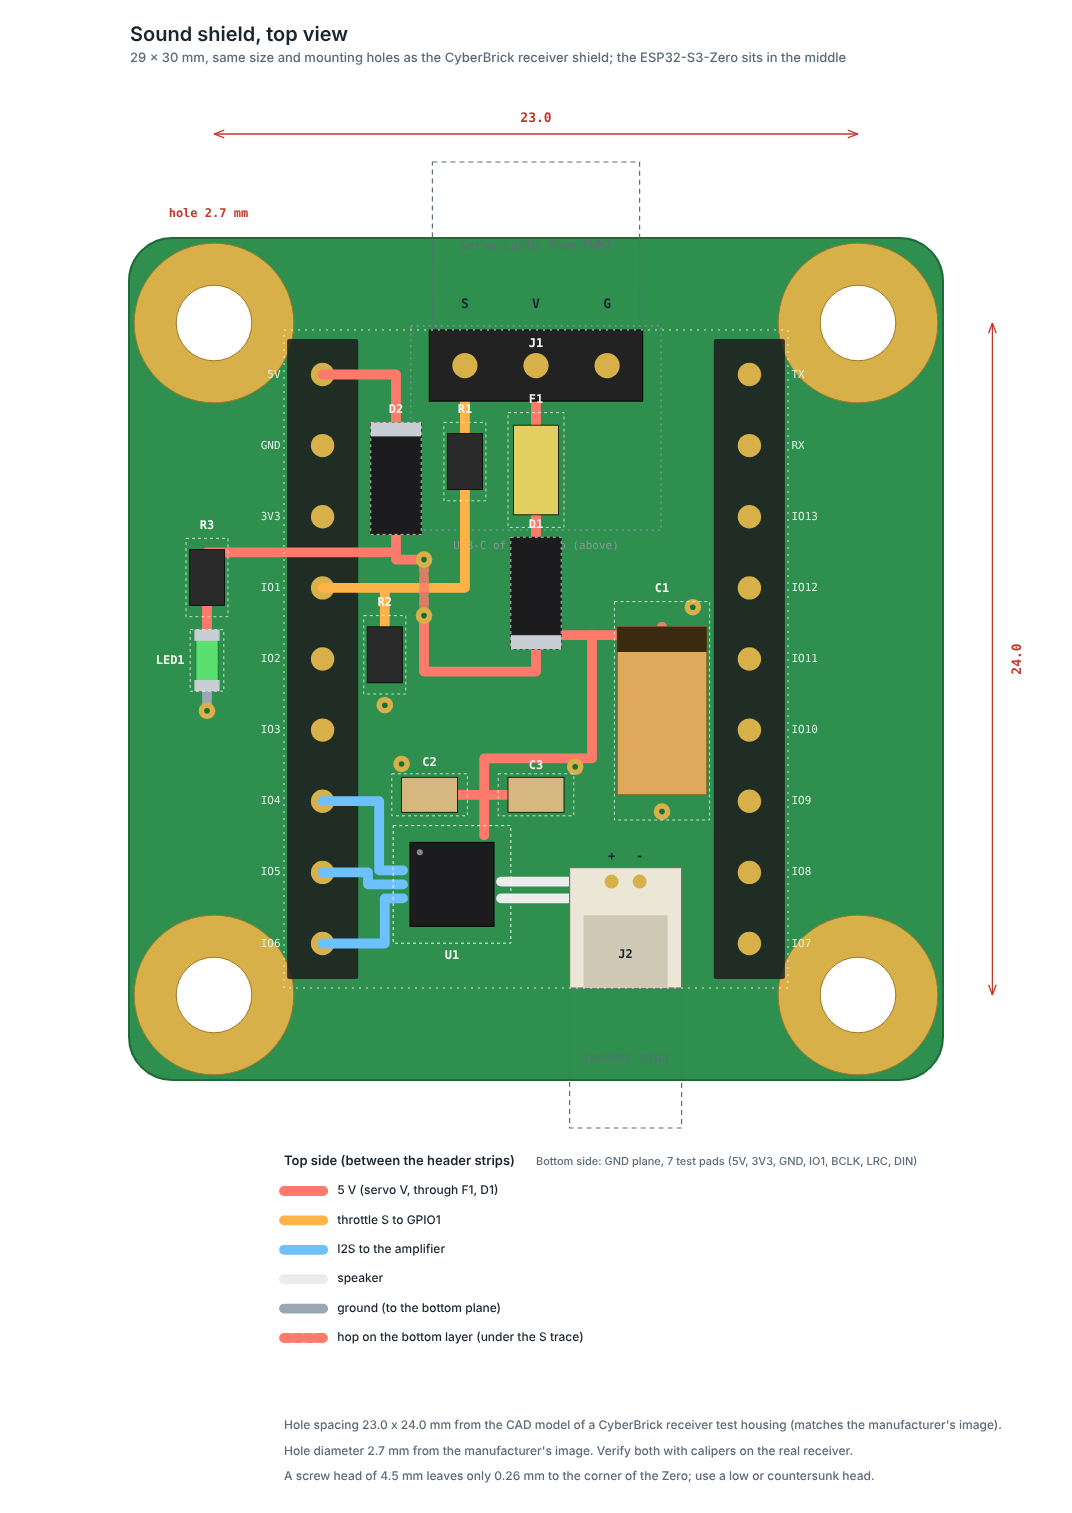 Sound shield, top view
29 × 30 mm, same size and mounting holes as the CyberBrick receiver shield; the ESP32-S3-Zero sits in the middle
23.0
hole 2.7 mm
S V G
J1
5V TX
F1
D2 R1
GND RX
3V3 IO13
R3 D1
(above)
IO1 IO12
C1
R2
LED1 IO2 IO11
24.0
IO3 IO10
C2 C3
IO4 IO9
+ -
IO5 IO8
IO6 IO7
U1 J2
Top side (between the header strips) Bottom side: GND plane, 7 test pads (5V, 3V3, GND, IO1, BCLK, LRC, DIN)
5 V (servo V, through F1, D1)
throttle S to GPIO1
I2S to the amplifier
speaker
ground (to the bottom plane)
hop on the bottom layer (under the S trace)
Hole spacing 23.0 x 24.0 mm from the CAD model of a CyberBrick receiver test housing (matches the manufacturer's image).
Hole diameter 2.7 mm from the manufacturer's image. Verify both with calipers on the real receiver.
A screw head of 4.5 mm leaves only 0.26 mm to the corner of the Zero; use a low or countersunk head.